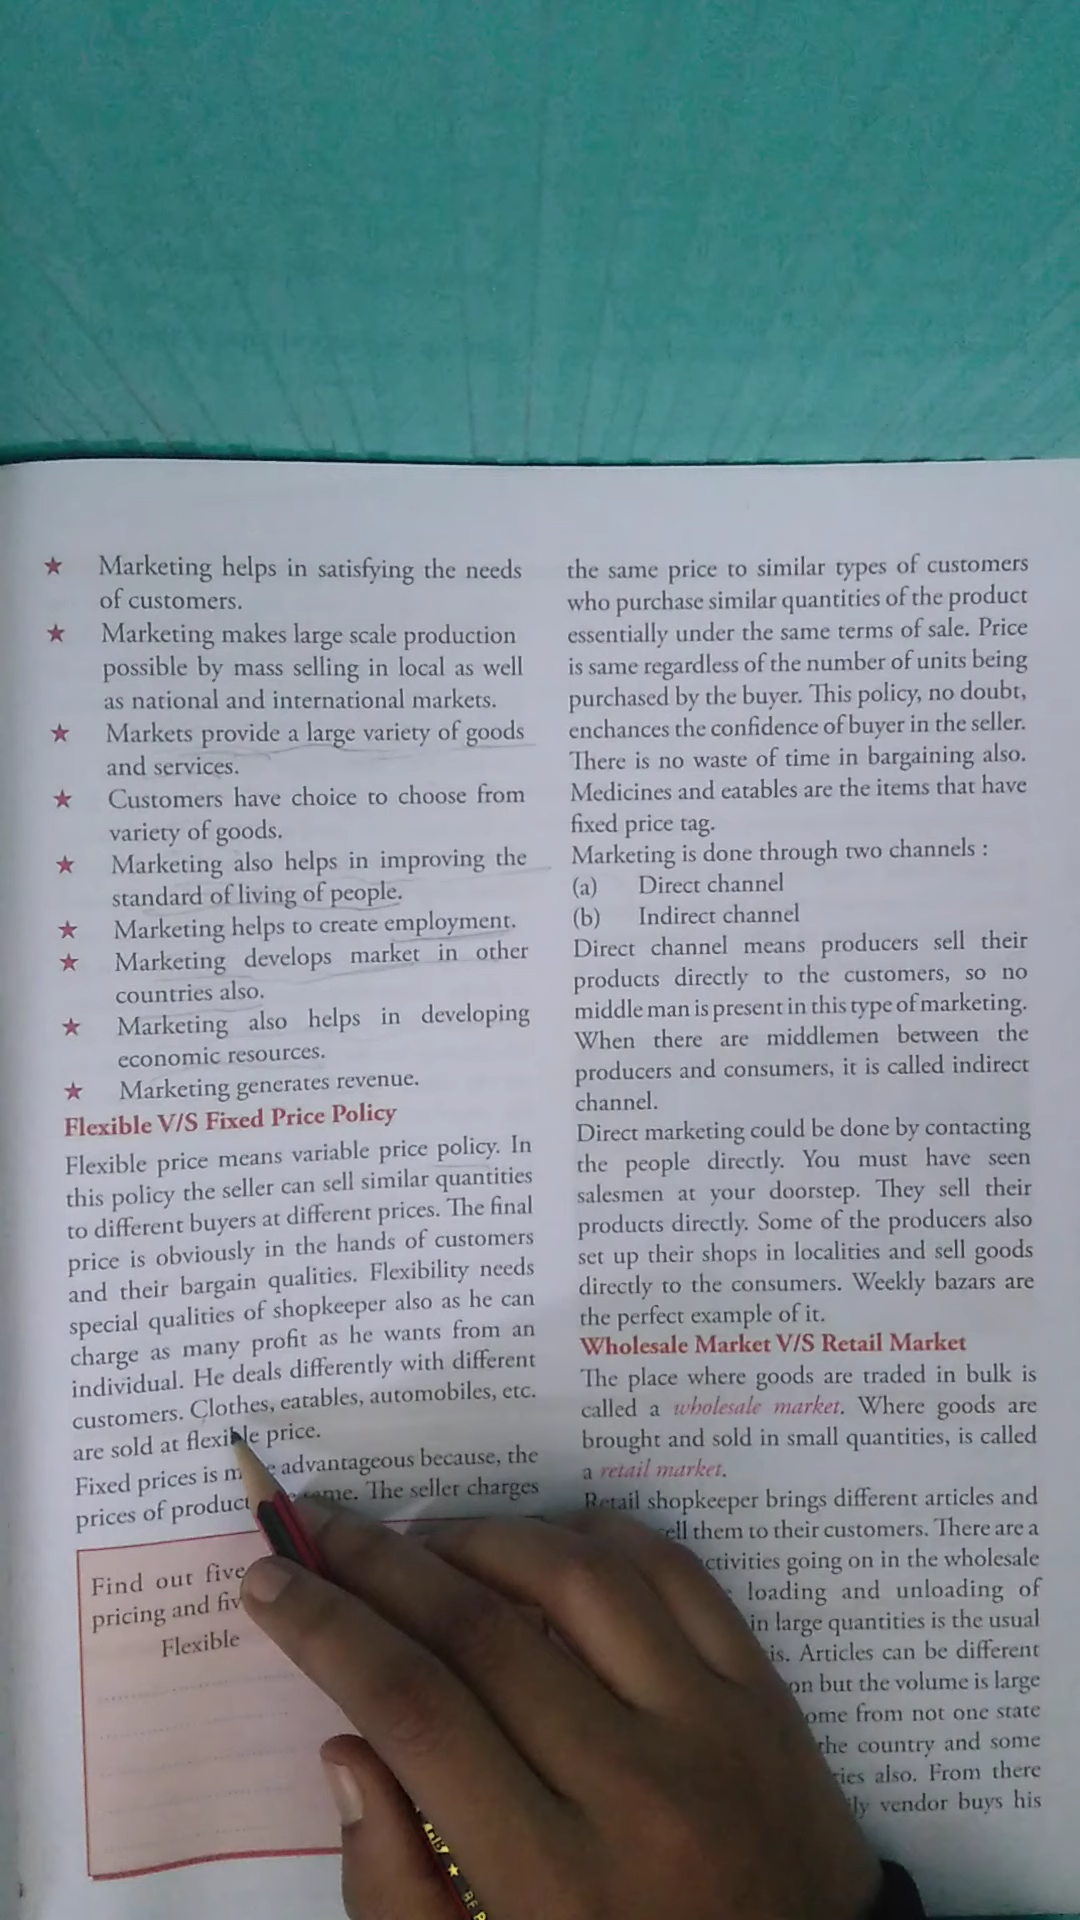 ★ Marketing helps in satisfying the needs
of customers.
★ Marketing makes large scale production
possible by mass selling in local as well
as national and international markets.
★ Markets provide a large variety of goods
and services.
★ Customers have choice to choose from
variety of goods.
★ Marketing also helps in improving the
standard of living of people.
★ Marketing helps to create employment.
★ Marketing develops market in other
countries also.
★ Marketing also helps in developing
economic resources.
★ Marketing generates revenue.
Flexible V/S Fixed Price Policy
Flexible price means variable price policy. In
this policy the seller can sell similar quantities
to different buyers at different prices. The final
price is obviously in the hands of customers
and their bargain qualities. Flexibility needs
special qualities of shopkeeper also as he can
charge as many profit as he wants from an
individual. He deals differently with different
customers. Clothes, eatables, automobiles, etc.
are sold at flexible price.
Fixed prices is advantageous because, the
prices of product The seller charges
Find out five
pricing and
Flexible
the same price to similar types of customers
who purchase similar quantities of the product
essentially under the same terms of sale. Price
is same regardless of the number of units being
purchased by the buyer. This policy, no doubt,
enchances the confidence of buyer in the seller.
There is no waste of time in bargaining also.
Medicines and eatables are the items that have
fixed price tag.
Marketing is done through two channels :
(a) Direct channel
(b) Indirect channel
Direct channel means producers sell their
products directly to the customers, so no
middle man is present in this type of marketing.
When there are middlemen between the
producers and consumers, it is called indirect
channel.
Direct marketing could be done by contacting
the people directly. You must have seen
salesmen at your doorstep. They sell their
products directly. Some of the producers also
set up their shops in localities and sell goods
directly to the consumers. Weekly bazars are
the perfect example of it.
Wholesale Market V/S Retail Market
The place where goods are traded in bulk is
called a wholesale market. Where goods are
brought and sold in small quantities, is called
a retail market.
Retail shopkeeper brings different articles and
them to their customers. There are a
going on in the wholesale
loading and unloading of
in large quantities is the usual
Articles can be different
but the volume is large
from not one state
the country and some
also. From there
vendor buys his
BE